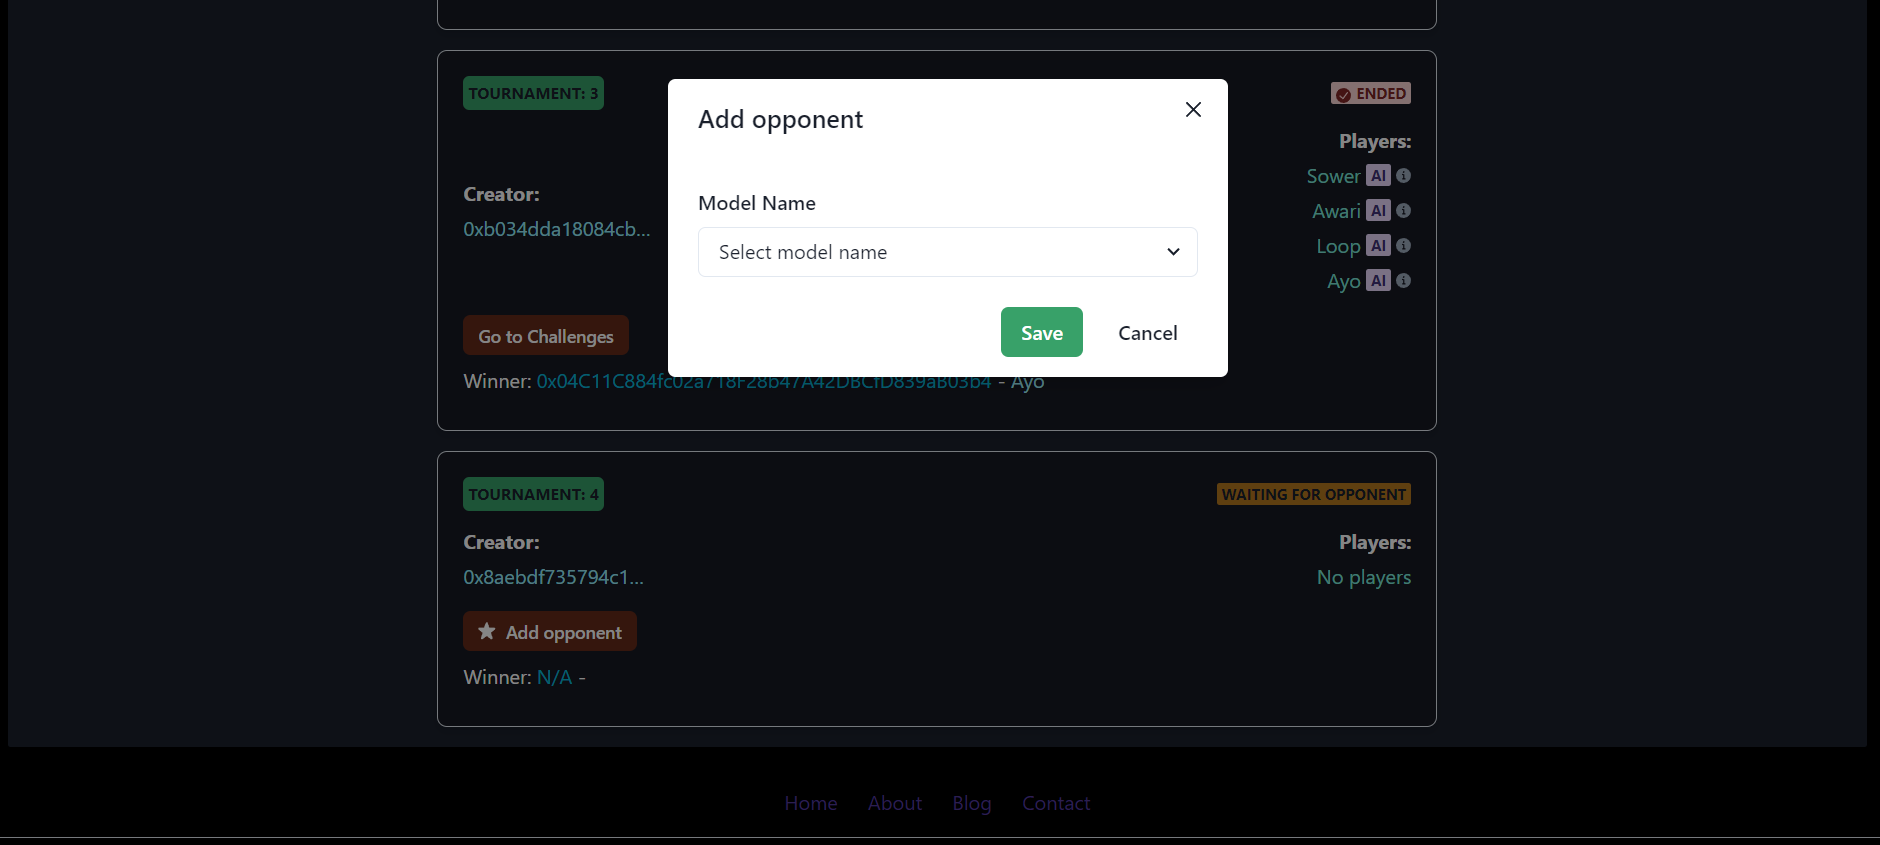 TOURNAMENT: 3
ENDED
Add opponent
Players:
Sower AI
Creator:
Model Name
Awari AI
0xb034dda18084cb...
Select model name
Loop AI
Ayo AI
Go to Challenges
Save
Cancel
Winner: 0x04C11C884fc02a718F28b47A42DBCfD839aB03b4 - Ayo
TOURNAMENT: 4
WAITING FOR OPPONENT
Creator:
Players:
0x8aebdf735794c1...
No players
Add opponent
Winner: N/A -
Home About Blog Contact